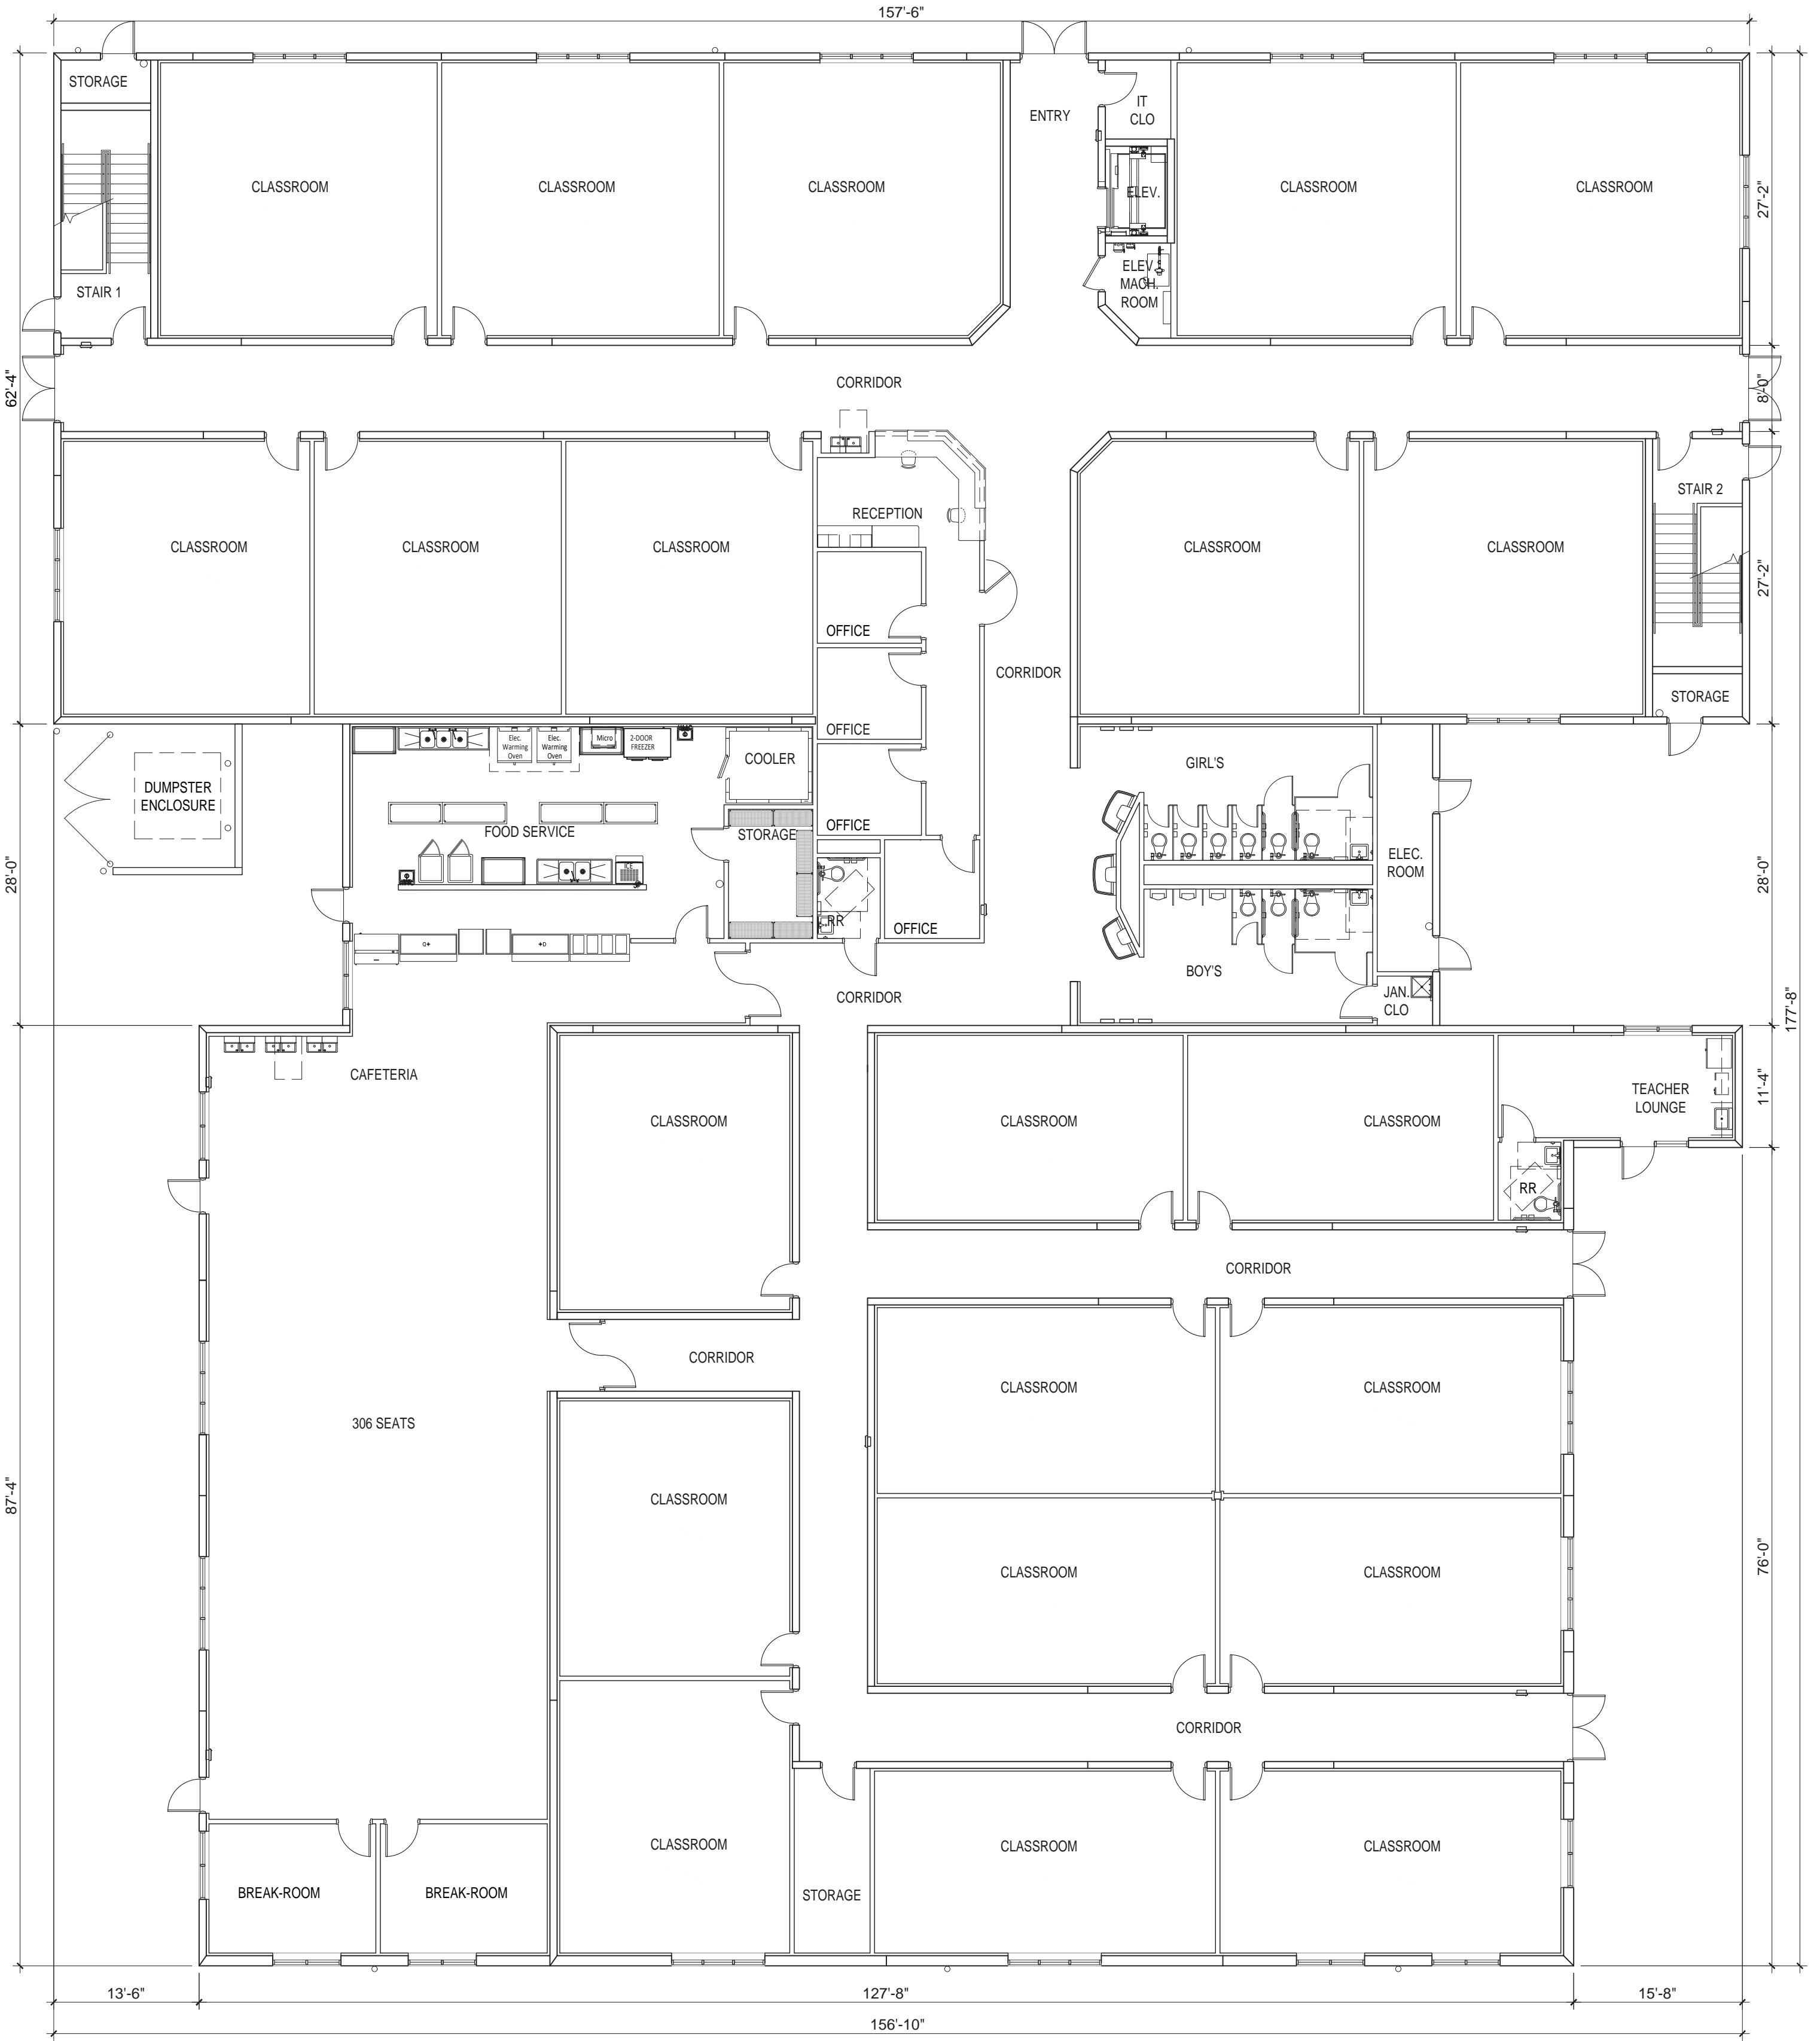 157'-6"
STORAGE
IT
CLO
ENTRY
CLASSROOM
CLASSROOM
CLASSROOM
ELEV.
CLASSROOM
CLASSROOM
27'-2"
STAIR 1
ELEV.
MACH.
ROOM
62'-4"
CORRIDOR
8'-0"
STAIR 2
RECEPTION
CLASSROOM
CLASSROOM
CLASSROOM
CLASSROOM
CLASSROOM
27'-2"
OFFICE
CORRIDOR
STORAGE
OFFICE
Elec.
Warming
Oven
Elec.
Warming
Oven
Micro
2-DOOR
FREEZER
COOLER
GIRL'S
DUMPSTER
ENCLOSURE
FOOD SERVICE
STORAGE
OFFICE
28'-0"
ICE
ELEC.
ROOM
28'-0"
RR
OFFICE
BOY'S
CORRIDOR
JAN.
CLO
177'-8"
CAFETERIA
CLASSROOM
CLASSROOM
CLASSROOM
TEACHER
LOUNGE
11'-4"
RR
CORRIDOR
CORRIDOR
CLASSROOM
CLASSROOM
306 SEATS
87'-4"
CLASSROOM
CLASSROOM
CLASSROOM
76'-0"
CORRIDOR
CLASSROOM
CLASSROOM
CLASSROOM
BREAK-ROOM
BREAK-ROOM
STORAGE
13'-6"
127'-8"
15'-8"
156'-10"